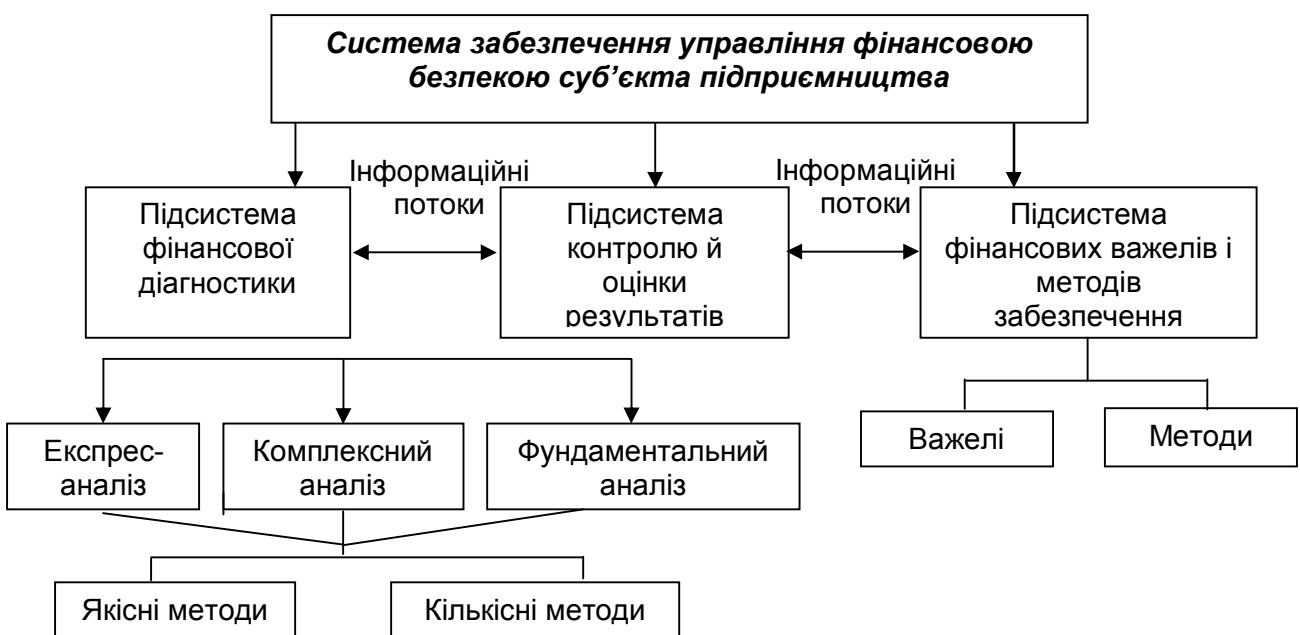 Система забезпечення управління фінансовою
безпекою суб’єкта підприємництва
Інформаційні
потоки
Інформаційні
потоки
Підсистема
фінансової
діагностики
Підсистема
контролю й
оцінки
результатів
Підсистема
фінансових важелів і
методів
забезпечення
Експрес-
аналіз
Комплексний
аналіз
Фундаментальний
аналіз
Важелі
Методи
Якісні методи
Кількісні методи